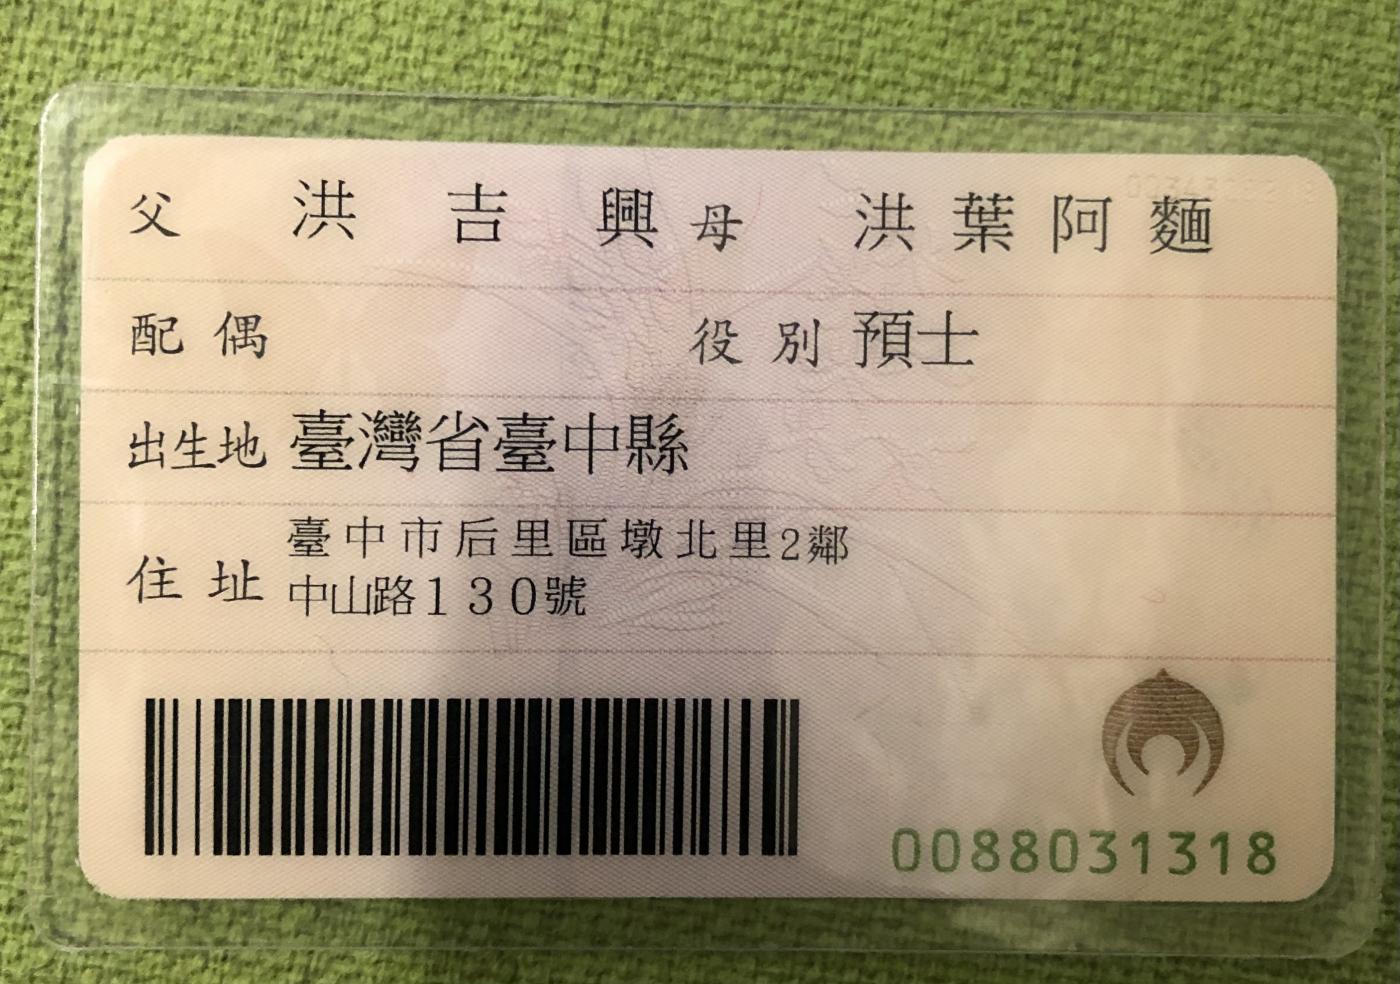 父 洪吉興 母 洪葉阿麵
配偶 役別 預士
出生地 臺灣省臺中縣
住址 臺中市后里區墩北里2鄰
中山路130號
0088031318